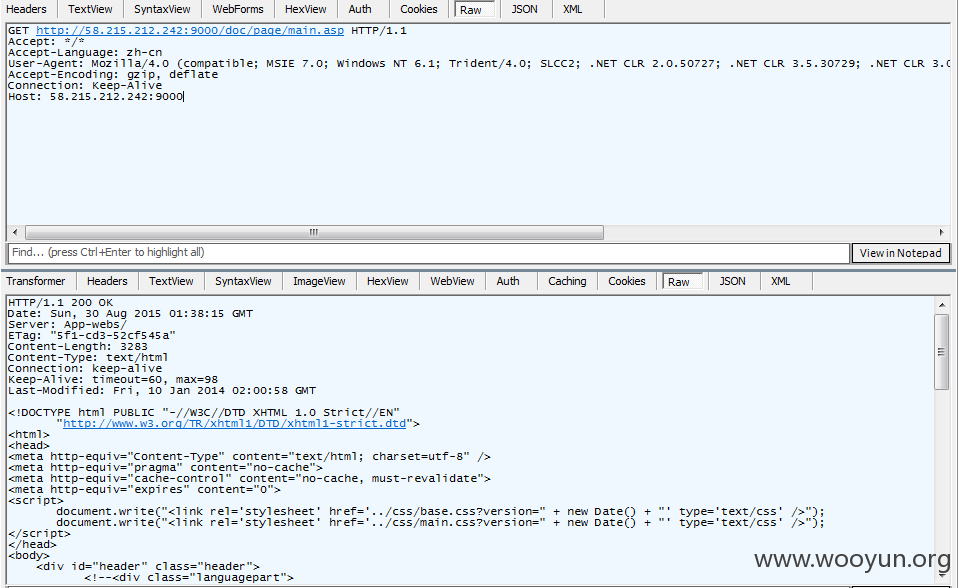 Headers TextView SyntaxView WebForms HexView Auth Cookies Raw JSON XML
GET http://58.215.212.242:9000/doc/page/main.asp HTTP/1.1
Accept: */*
Accept-Language: zh-cn
User-Agent: Mozilla/4.0 (compatible; MSIE 7.0; Windows NT 6.1; Trident/4.0; SLCC2; .NET CLR 2.0.50727; .NET CLR 3.5.30729; .NET CLR 3.0
Accept-Encoding: gzip, deflate
Connection: Keep-Alive
Host: 58.215.212.242:9000
Find... (press Ctrl+Enter to highlight all) View in Notepad
Transformer Headers TextView SyntaxView ImageView HexView WebView Auth Caching Cookies Raw JSON XML
HTTP/1.1 200 OK
Date: Sun, 30 Aug 2015 01:38:15 GMT
Server: App-webs/
ETag: "5f1-cd3-52cf545a"
Content-Length: 3283
Content-Type: text/html
Connection: keep-alive
Keep-Alive: timeout=60, max=98
Last-Modified: Fri, 10 Jan 2014 02:00:58 GMT
<!DOCTYPE html PUBLIC "-//W3C//DTD XHTML 1.0 Strict//EN"
"http://www.w3.org/TR/xhtml1/DTD/xhtml1-strict.dtd">
<html>
<head>
<meta http-equiv="Content-Type" content="text/html; charset=utf-8" />
<meta http-equiv="pragma" content="no-cache">
<meta http-equiv="cache-control" content="no-cache, must-revalidate">
<meta http-equiv="expires" content="0">
<script>
document.write("<link rel='stylesheet' href='../css/base.css?version=" + new Date() + "' type='text/css' />");
document.write("<link rel='stylesheet' href='../css/main.css?version=" + new Date() + "' type='text/css' />");
</script>
</head>
<body>
<div id="header" class="header">
<!--<div class="languagepart">
www.wooyun.org